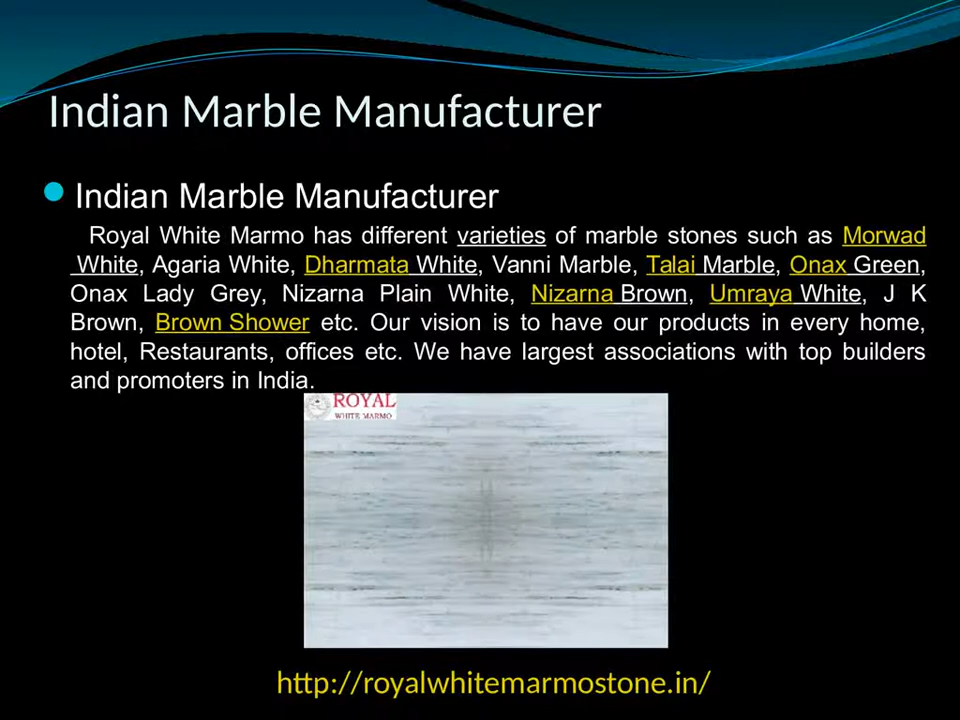 Indian Marble Manufacturer
Indian Marble Manufacturer
Royal White Marmo has different varieties of marble stones such as Morwad
White, Agaria White, Dharmata White, Vanni Marble, Talai Marble, Onax Green,
Onax Lady Grey, Nizarna Plain White, Nizarna Brown, Umraya White, J K
Brown, Brown Shower etc. Our vision is to have our products in every home,
hotel, Restaurants, offices etc. We have largest associations with top builders
and promoters in India.
ROYAL
WHITE MARMO
http://royalwhitemarmostone.in/